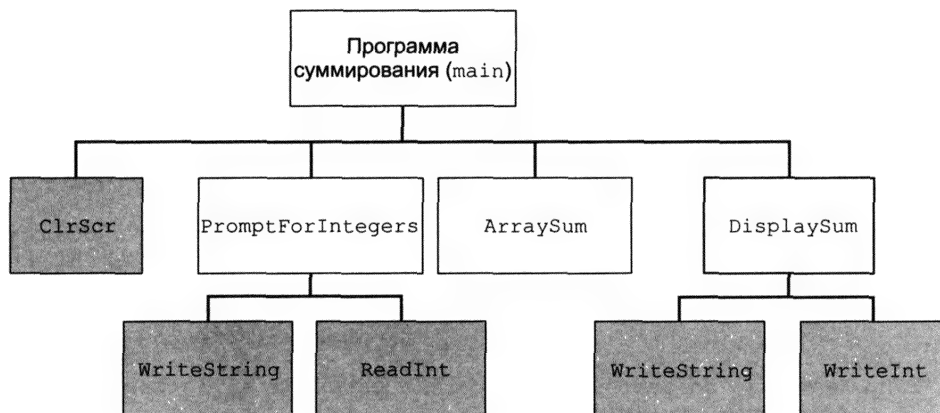 Программа
суммирования (main)
ClrScr
PromptForIntegers
ArraySum
DisplaySum
WriteString
ReadInt
WriteString
WriteInt